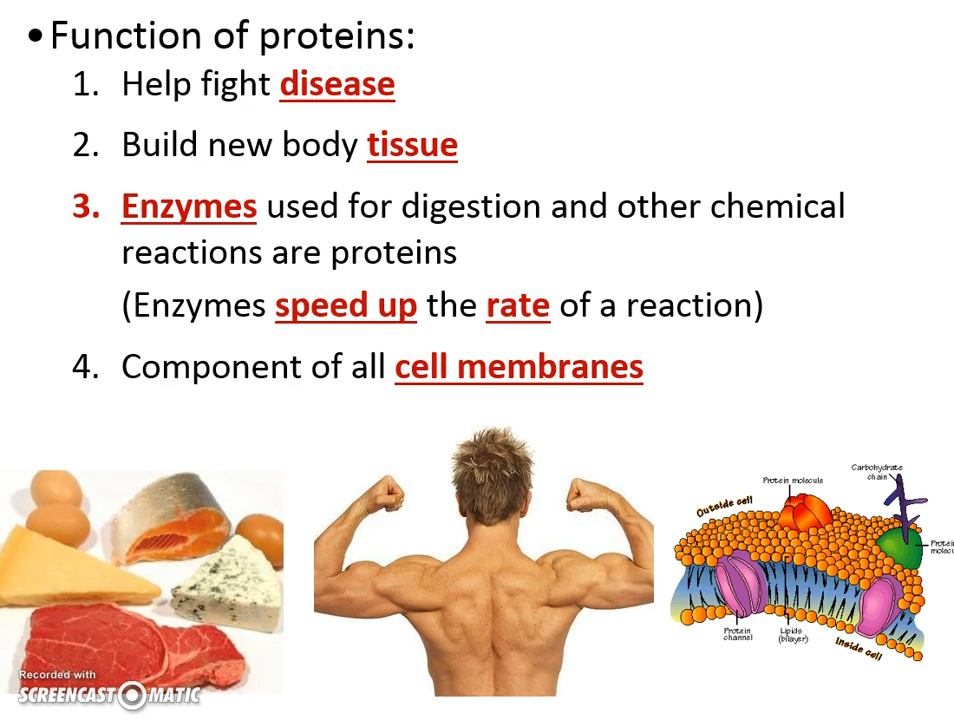 •Function of proteins:
1. Help fight disease
2. Build new body tissue
3. Enzymes used for digestion and other chemical
reactions are proteins
(Enzymes speed up the rate of a reaction)
4. Component of all cell membranes
Carbohydrate
chain
Protein molecule
Outside cell
Protein
channel
Lipids
(bilayer)
Inside cell
Recorded with
SCREENCAST-O-MATIC